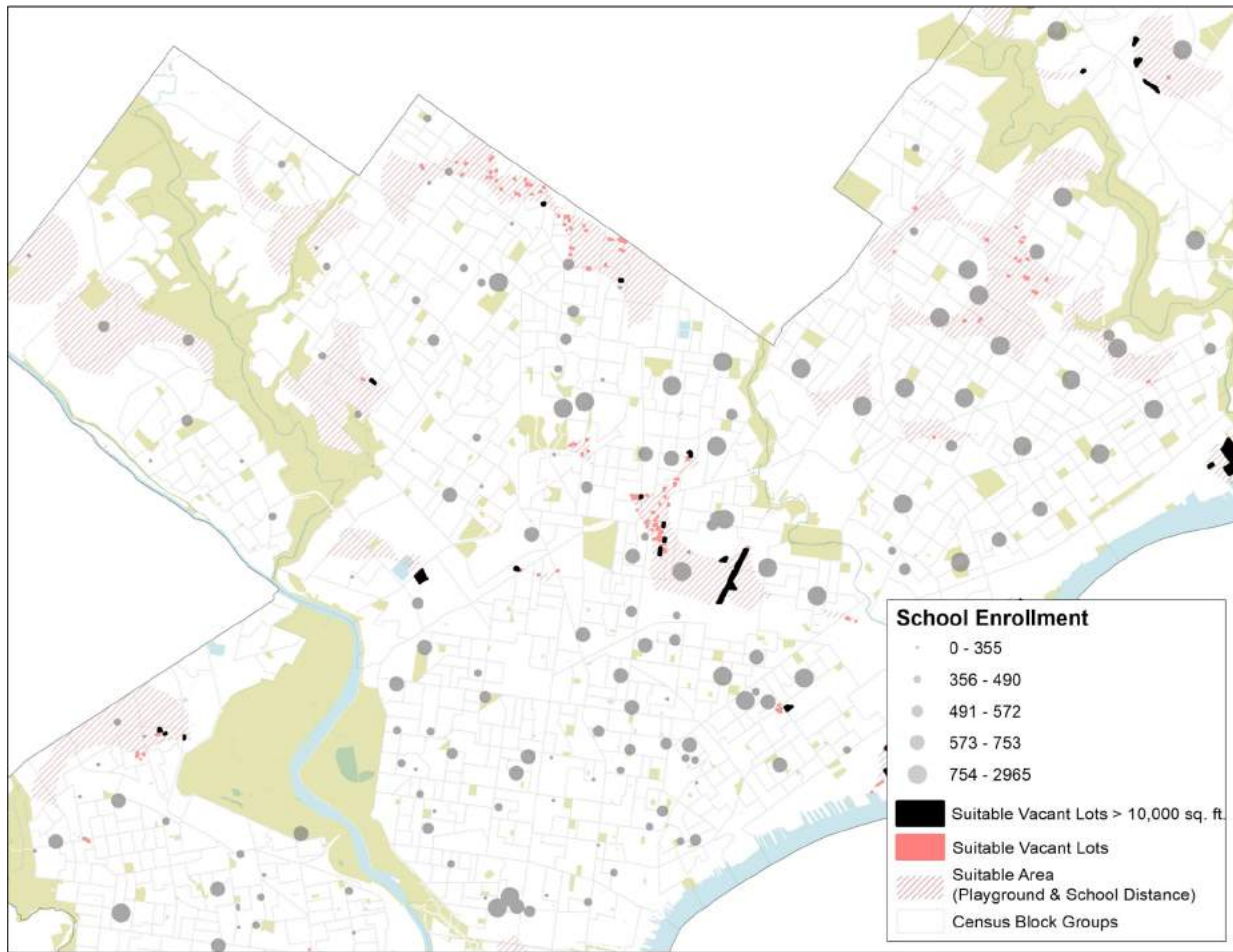 School Enrollment
0 - 355
356 - 490
491 - 572
573 - 753
754 - 2965
Suitable Vacant Lots > 10,000 sq. ft.
Suitable Vacant Lots
Suitable Area
(Playground & School Distance)
Census Block Groups